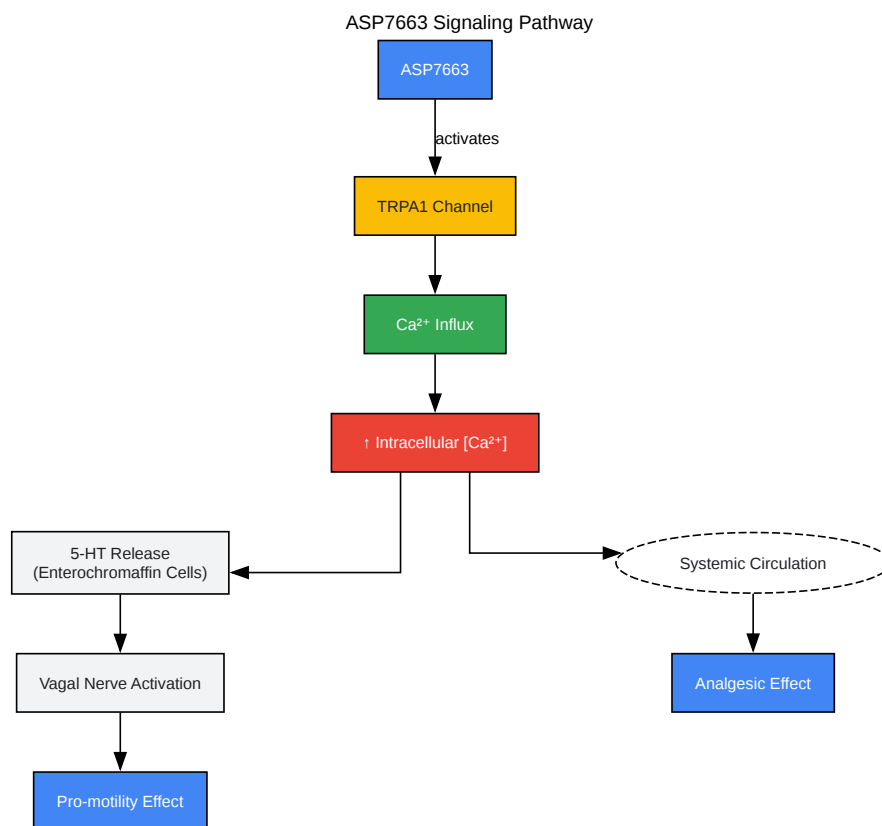 ASP7663 Signaling Pathway
ASP7663
activates
TRPA1 Channel
Ca²⁺ Influx
↑ Intracellular [Ca²⁺]
5-HT Release
(Enterochromaffin Cells)
Systemic Circulation
Vagal Nerve Activation
Analgesic Effect
Pro-motility Effect